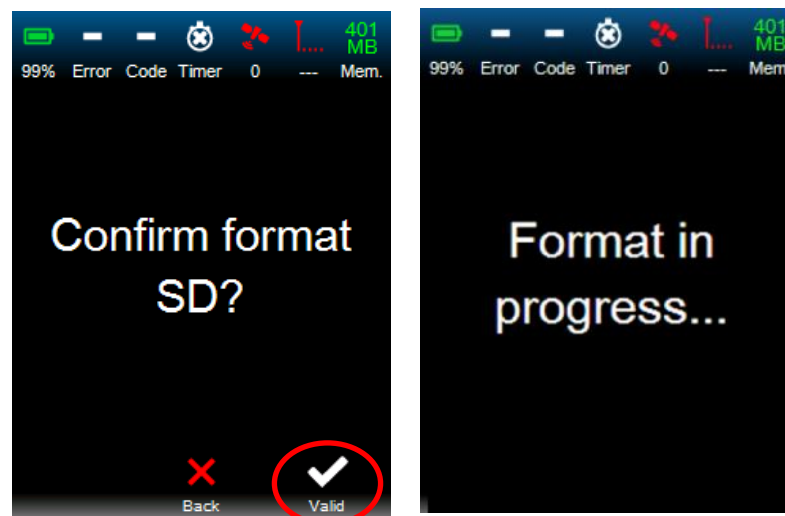 401
MB
99% Error Code Timer 0 --- Mem.
Confirm format
SD?
Back Valid
401
MB
99% Error Code Timer 0 --- Mem
Format in
progress...